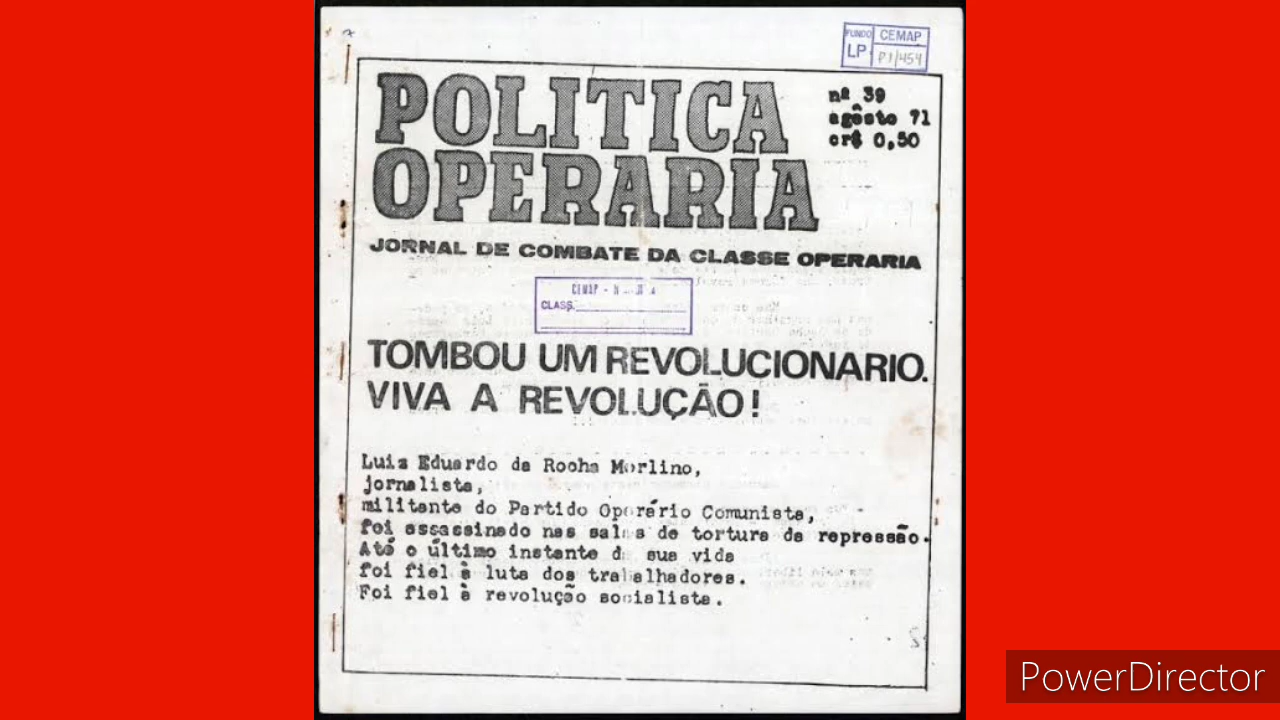 FUNDO
LP
CEMAP
P1/454
POLITICA
OPERARIA
nº 39
agôsto 71
cr$ 0,50
JORNAL DE COMBATE DA CLASSE OPERARIA
CEMAP -
CLASS.
TOMBOU UM REVOLUCIONARIO.
VIVA A REVOLUÇÃO!
Luiz Eduardo da Rocha Merlino,
jornalista,
militante do Partido Operário Comunista,
foi assassinado nas salas de tortura da repressão.
Até o último instante de sua vida
foi fiel à luta dos trabalhadores.
Foi fiel à revolução socialista.
PowerDirector